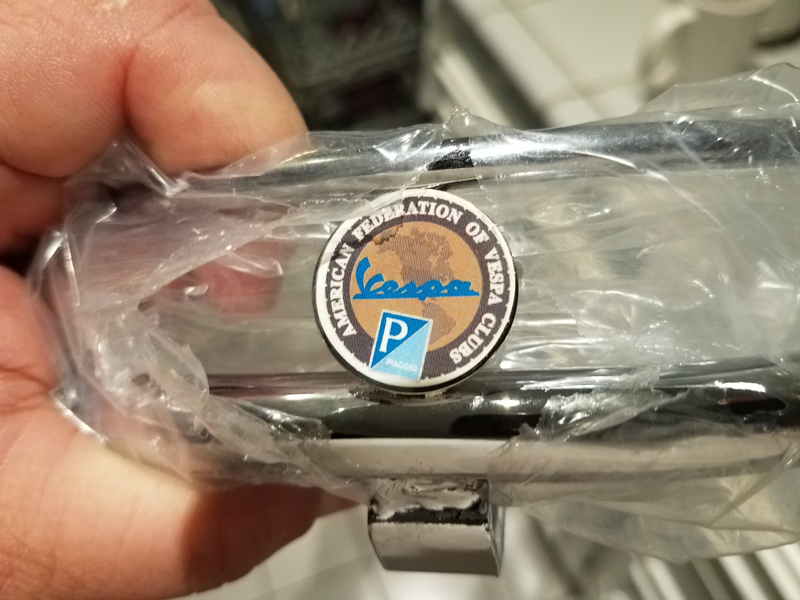 AMERICAN FEDERATION OF VESPA CLUBS
Vespa
P
PIAGGIO